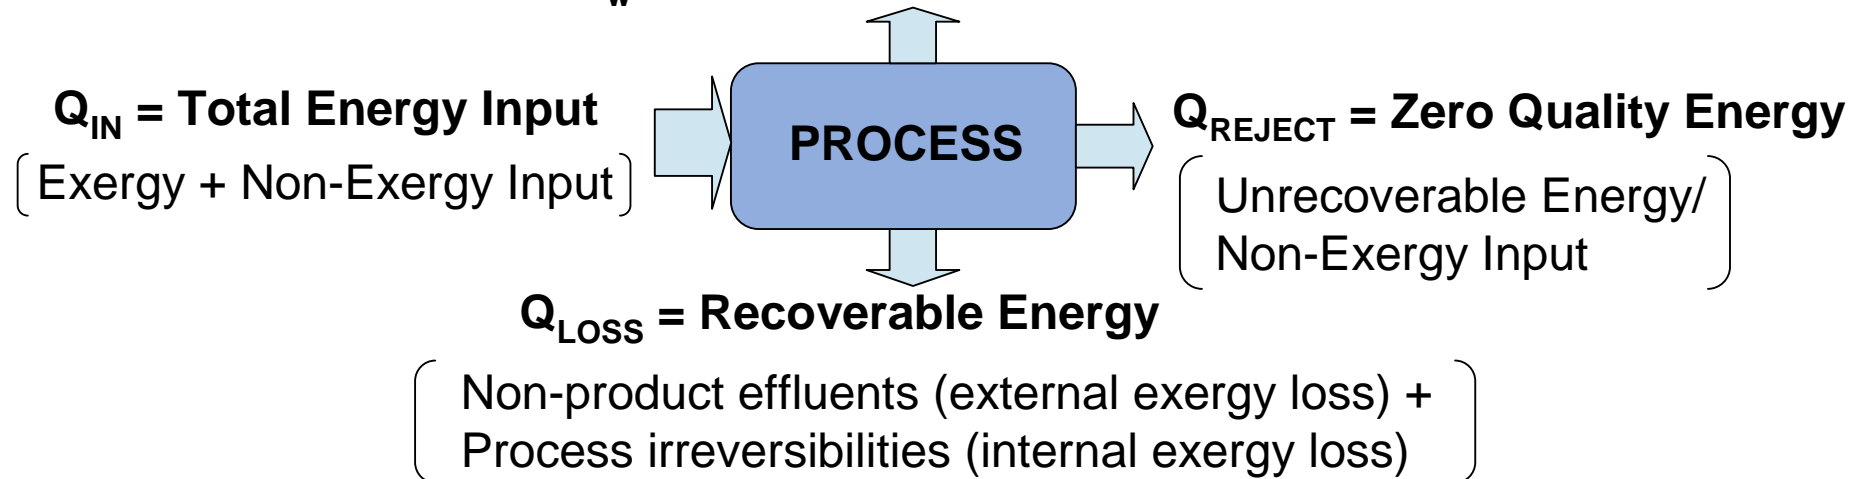 w
Q_IN = Total Energy Input
Exergy + Non-Exergy Input
PROCESS
Q_REJECT = Zero Quality Energy
Unrecoverable Energy/
Non-Exergy Input
Q_LOSS = Recoverable Energy
Non-product effluents (external exergy loss) +
Process irreversibilities (internal exergy loss)